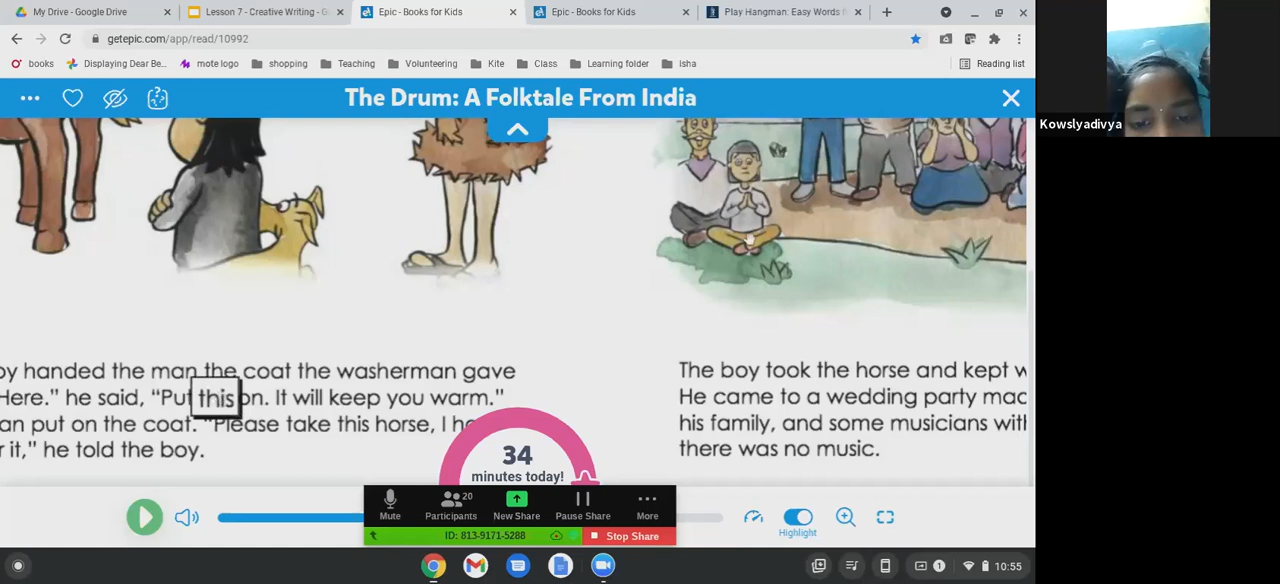 My Drive - Google Drive
Lesson 7 - Creative Writing - G
Epic - Books for Kids
Epic - Books for Kids
Play Hangman: Easy Words f
getepic.com/app/read/10992
books
Displaying Dear Be...
mote logo
shopping
Teaching
Volunteering
Kite
Class
Learning folder
Isha
Reading list
The Drum: A Folktale From India
Kowslyadivya
oy handed the man the coat the washerman gave
Here." he said, "Put this on. It will keep you warm."
an put on the coat. "Please take this horse, I
r it," he told the boy.
The boy took the horse and kept
He came to a wedding party
his family, and some musicians
there was no music.
34
minutes today!
Mute
Participants
20
New Share
Pause Share
More
ID: 813-9171-5288
Stop Share
Highlight
1
10:55